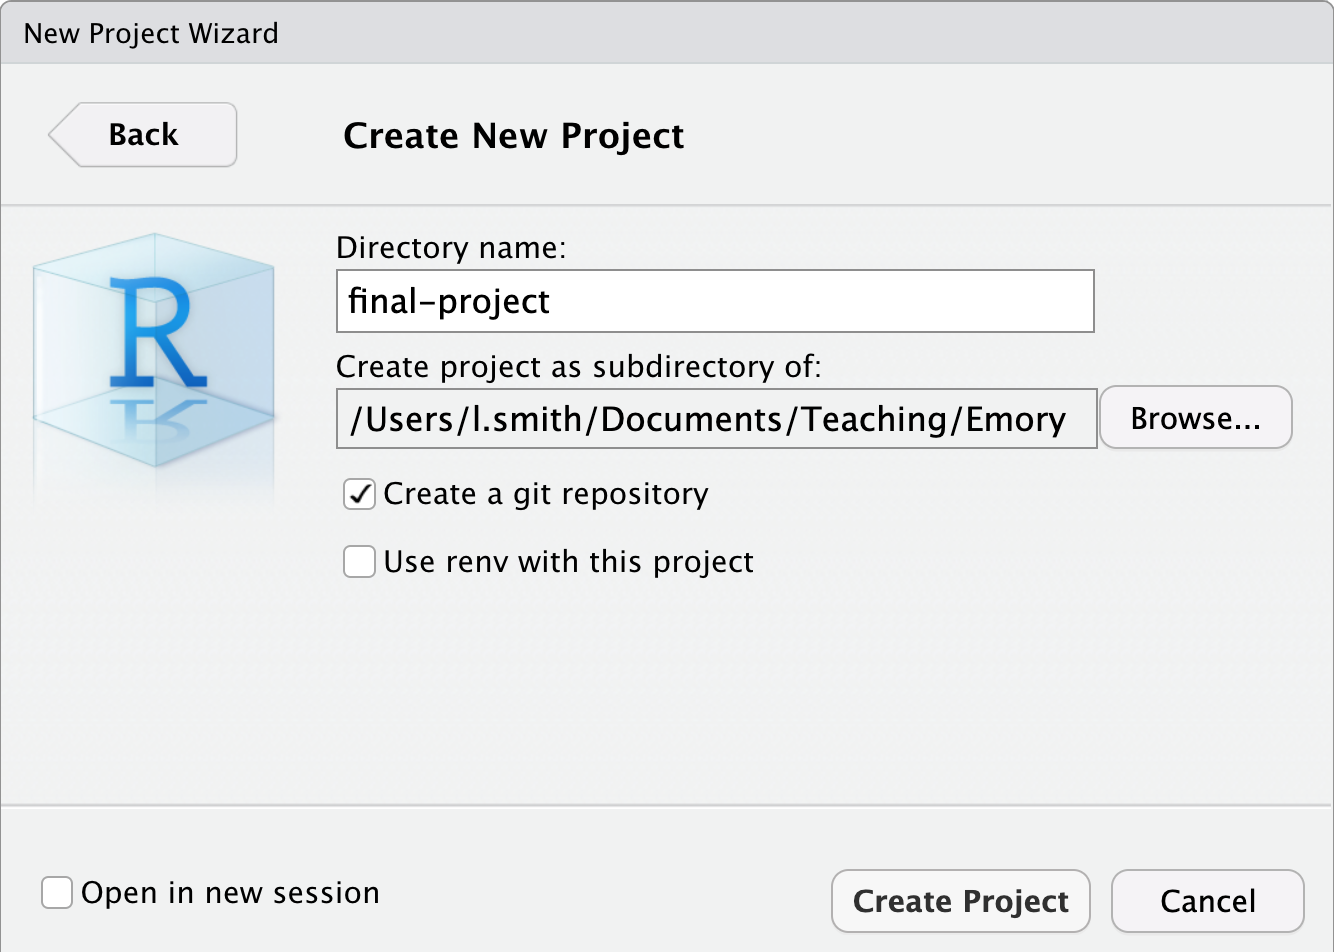 New Project Wizard
Back
Create New Project
R
Directory name:
final-project
Create project as subdirectory of:
/Users/l.smith/Documents/Teaching/Emory
Browse...
Create a git repository
Use renv with this project
Open in new session
Create Project
Cancel